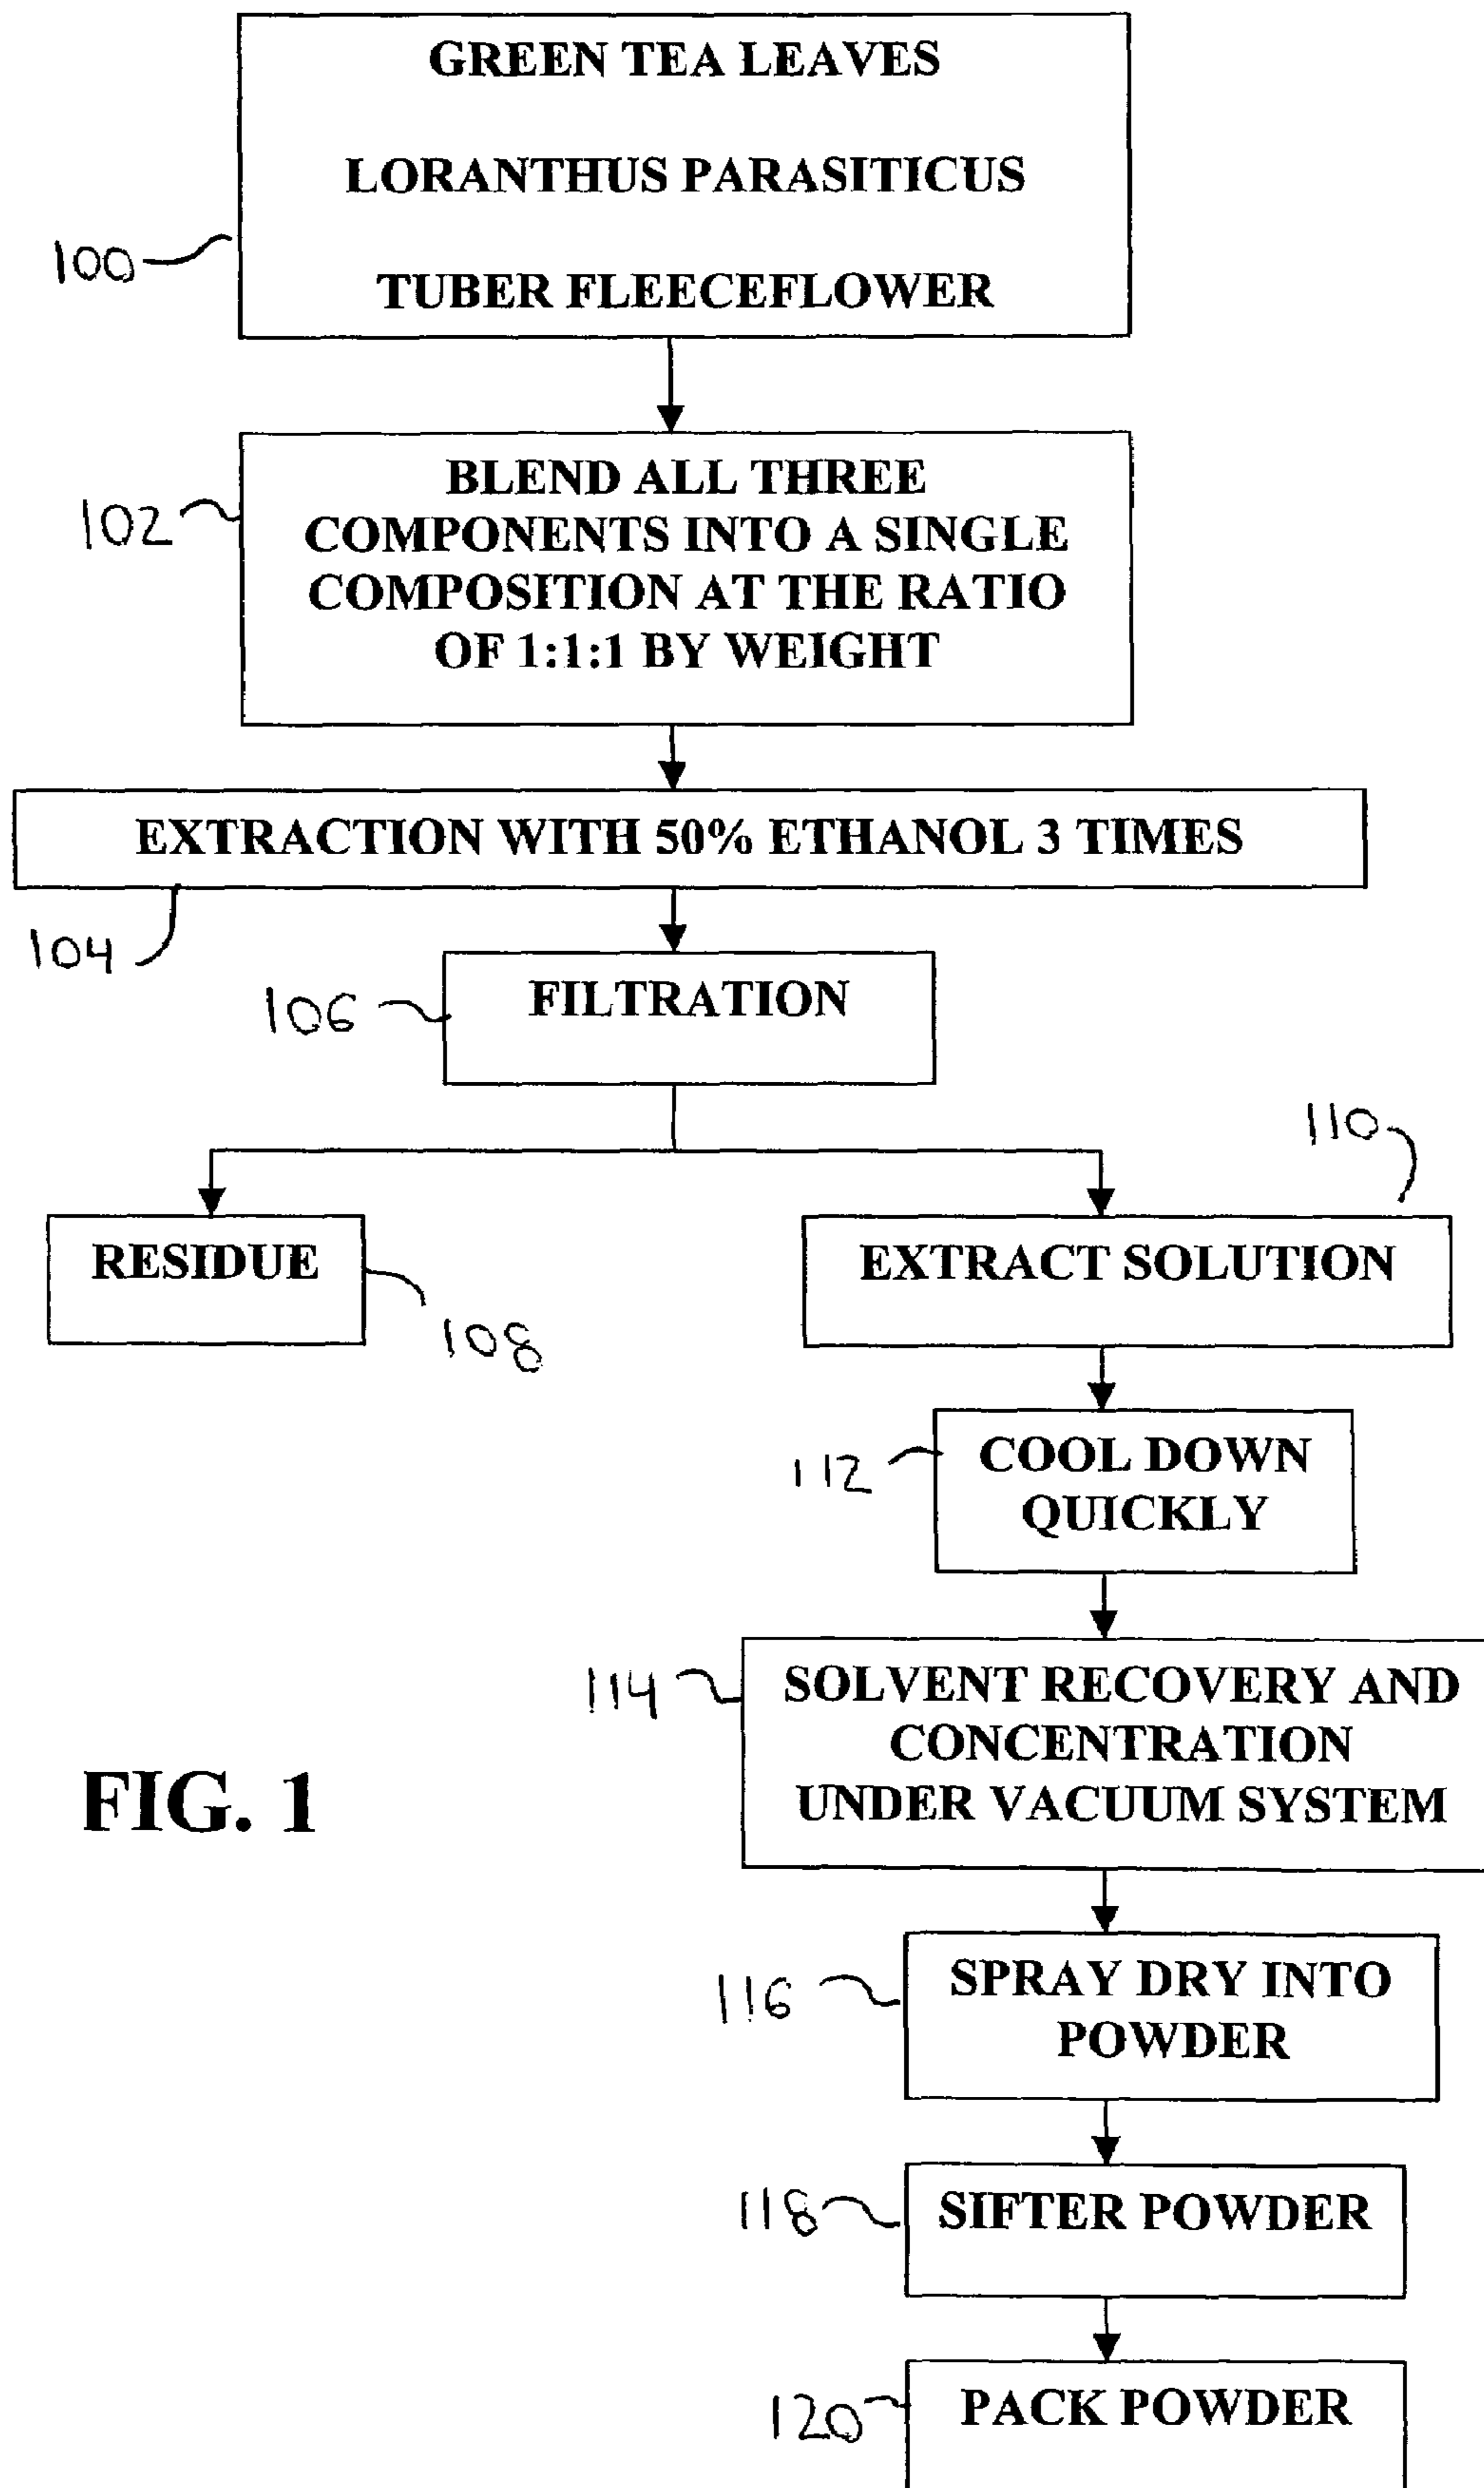 GREEN TEA LEAVES
LORANTHUS PARASITICUS
TUBER FLEECEFLOWER
100
BLEND ALL THREE
COMPONENTS INTO A SINGLE
COMPOSITION AT THE RATIO
OF 1:1:1 BY WEIGHT
102
EXTRACTION WITH 50% ETHANOL 3 TIMES
104
FILTRATION
106
110
RESIDUE
108
EXTRACT SOLUTION
COOL DOWN
QUICKLY
112
SOLVENT RECOVERY AND
CONCENTRATION
UNDER VACUUM SYSTEM
114
FIG. 1
SPRAY DRY INTO
POWDER
116
SIFTER POWDER
118
PACK POWDER
120